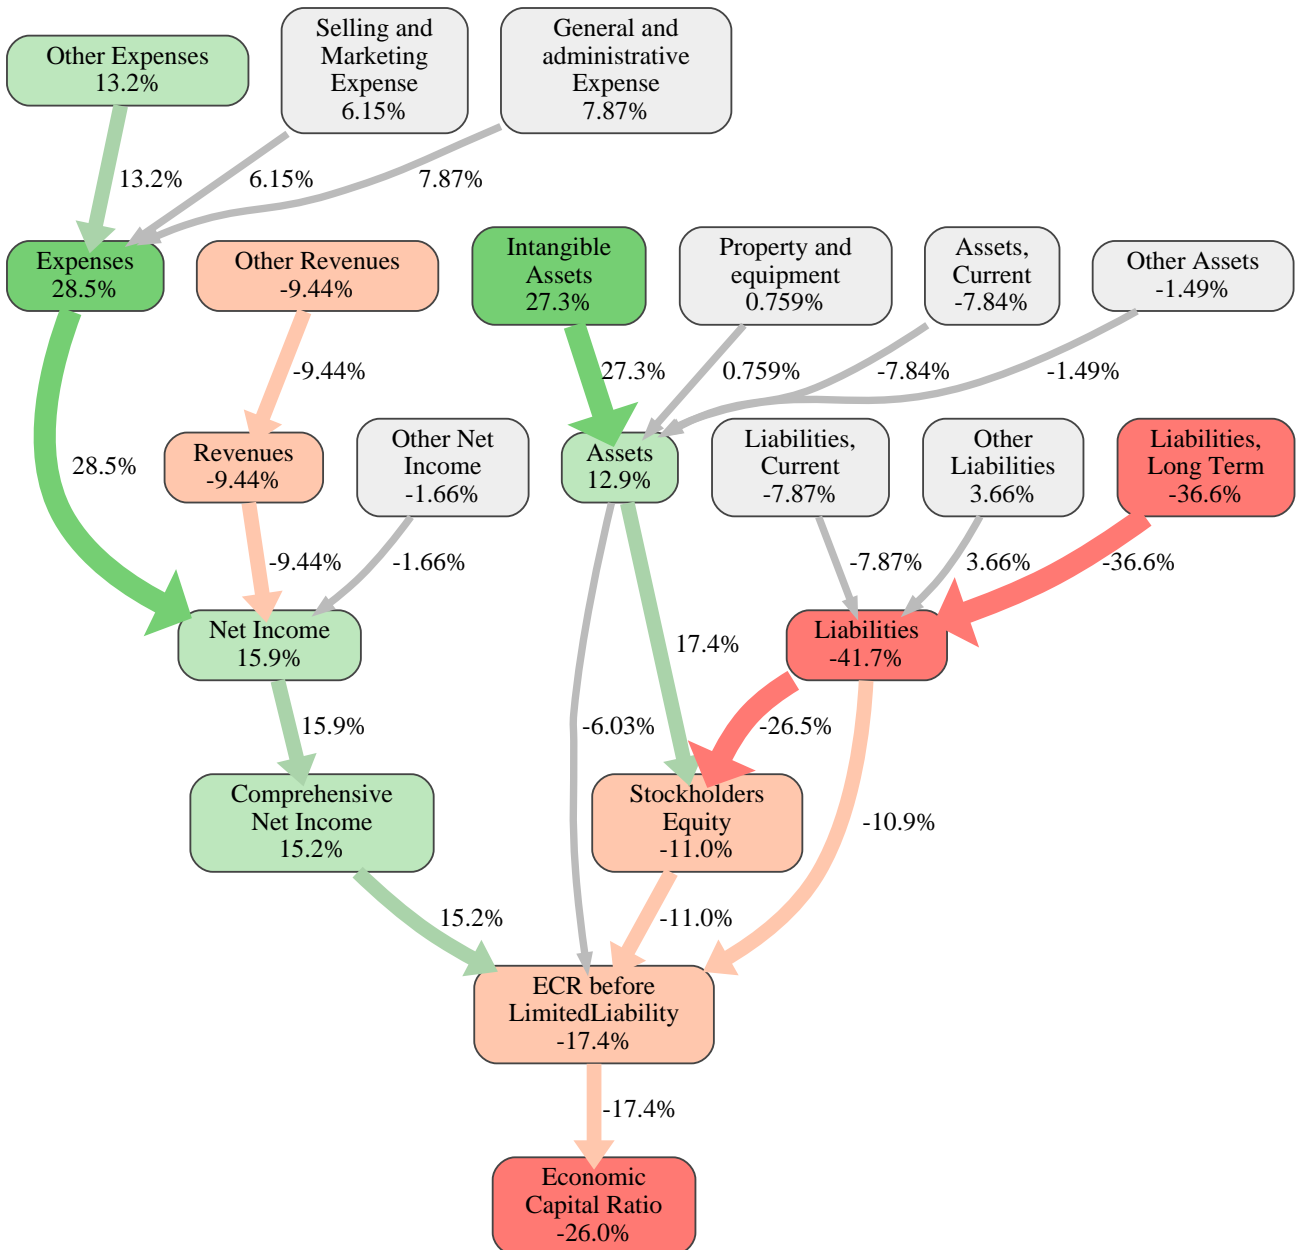 Other Expenses
13.2%
Selling and
Marketing
Expense
6.15%
General and
administrative
Expense
7.87%
13.2%
6.15%
7.87%
Expenses
28.5%
Other Revenues
-9.44%
Intangible
Assets
27.3%
Property and
equipment
0.759%
Assets,
Current
-7.84%
Other Assets
-1.49%
-9.44%
27.3%
0.759%
-7.84%
-1.49%
28.5%
Revenues
-9.44%
Other Net
Income
-1.66%
Assets
12.9%
Liabilities,
Current
-7.87%
Other
Liabilities
3.66%
Liabilities,
Long Term
-36.6%
-9.44%
-1.66%
-7.87%
3.66%
-36.6%
Net Income
15.9%
17.4%
Liabilities
-41.7%
15.9%
-6.03%
-26.5%
Comprehensive
Net Income
15.2%
Stockholders
Equity
-11.0%
-10.9%
15.2%
-11.0%
ECR before
LimitedLiability
-17.4%
-17.4%
Economic
Capital Ratio
-26.0%